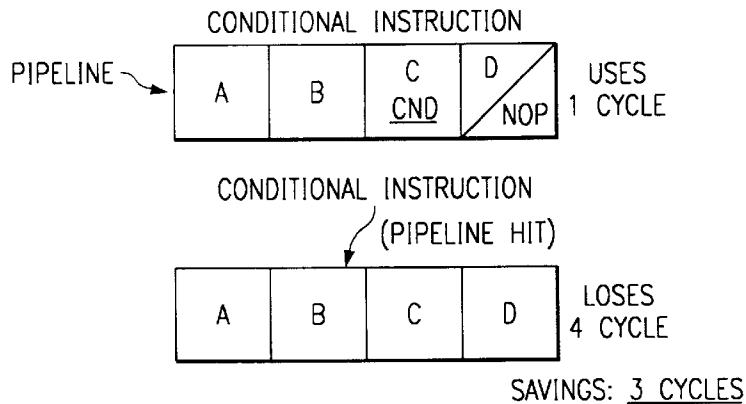 CONDITIONAL INSTRUCTION
PIPELINE
A
B
C
CND
D
NOP
USES
1 CYCLE
CONDITIONAL INSTRUCTION
(PIPELINE HIT)
A
B
C
D
LOSES
4 CYCLE
SAVINGS: 3 CYCLES